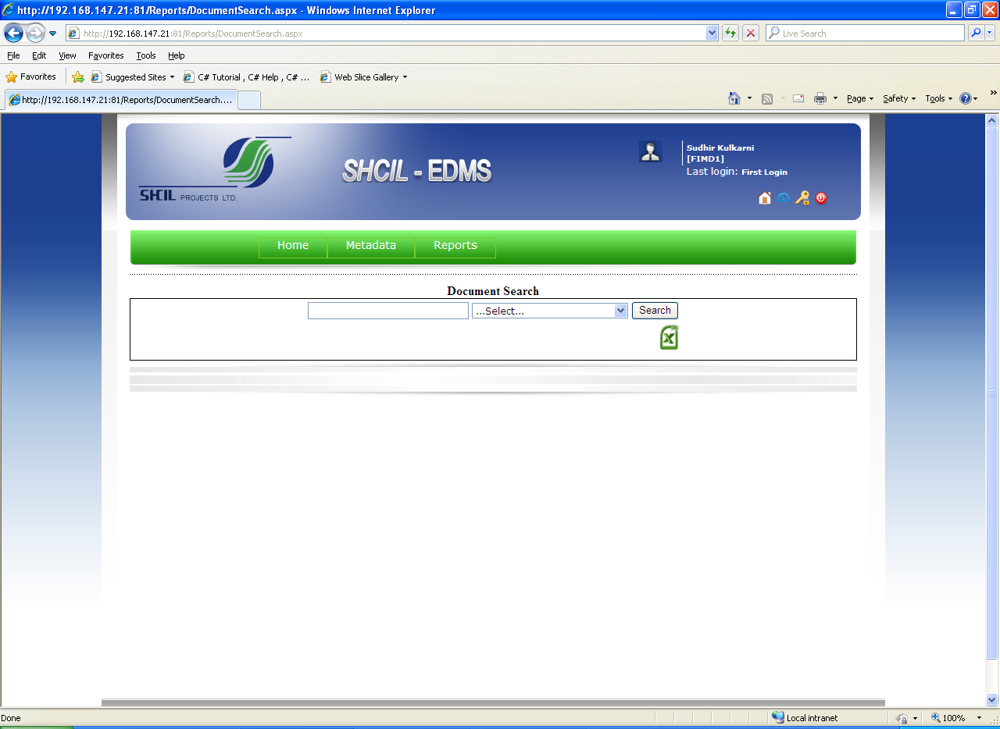 http://192.168.147.21:81/Reports/DocumentSearch.aspx - Windows Internet Explorer
http://192.168.147.21:81/Reports/DocumentSearch.aspx
Live Search
File Edit View Favorites Tools Help
Favorites Suggested Sites C# Tutorial , C# Help , C# ... Web Slice Gallery
http://192.168.147.21:81/Reports/DocumentSearch....
Page Safety Tools
SHCIL PROJECTS LTD.
SHCIL - EDMS
Sudhir Kulkarni
[FIMD1]
Last login: First Login
Home Metadata Reports
Document Search
...Select... Search
Done Local intranet 100%